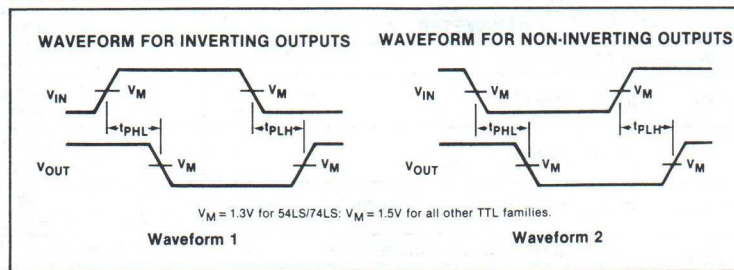 WAVEFORM FOR INVERTING OUTPUTS
VIN
VM
VM
tPHL
tPLH
VOUT
VM
VM
WAVEFORM FOR NON-INVERTING OUTPUTS
VIN
VM
VM
tPHL
tPLH
VOUT
VM
VM
VM = 1.3V for 54LS/74LS: VM = 1.5V for all other TTL families.
Waveform 1
Waveform 2